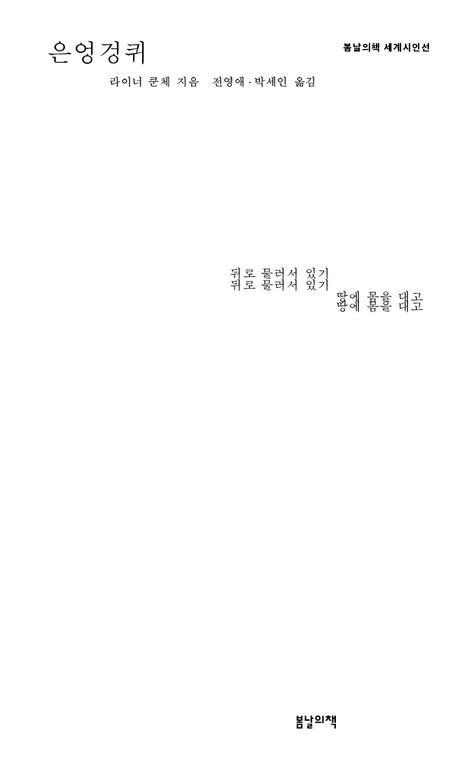 은엉겅퀴
봄날의책 세계시인선
라이너 쿤체 지음 전영애·박세인 옮김
뒤로 물러서 있기
뒤로 물러서 있기
땅에 몸을 대고
땅에 몸을 대고
봄날의책